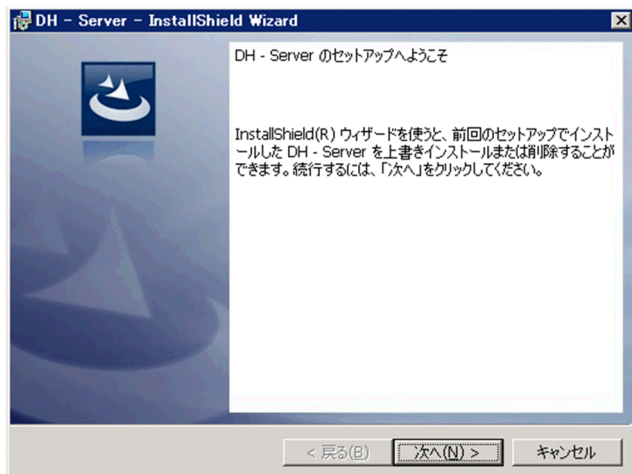 DH - Server - InstallShield Wizard
DH - Server のセットアップへようこそ
InstallShield(R) ウィザードを使うと、前回のセットアップでインスト
ールした DH - Server を上書きインストールまたは削除することが
できます。続行するには、「次へ」をクリックしてください。
< 戻る(B)
次へ(N) >
キャンセル